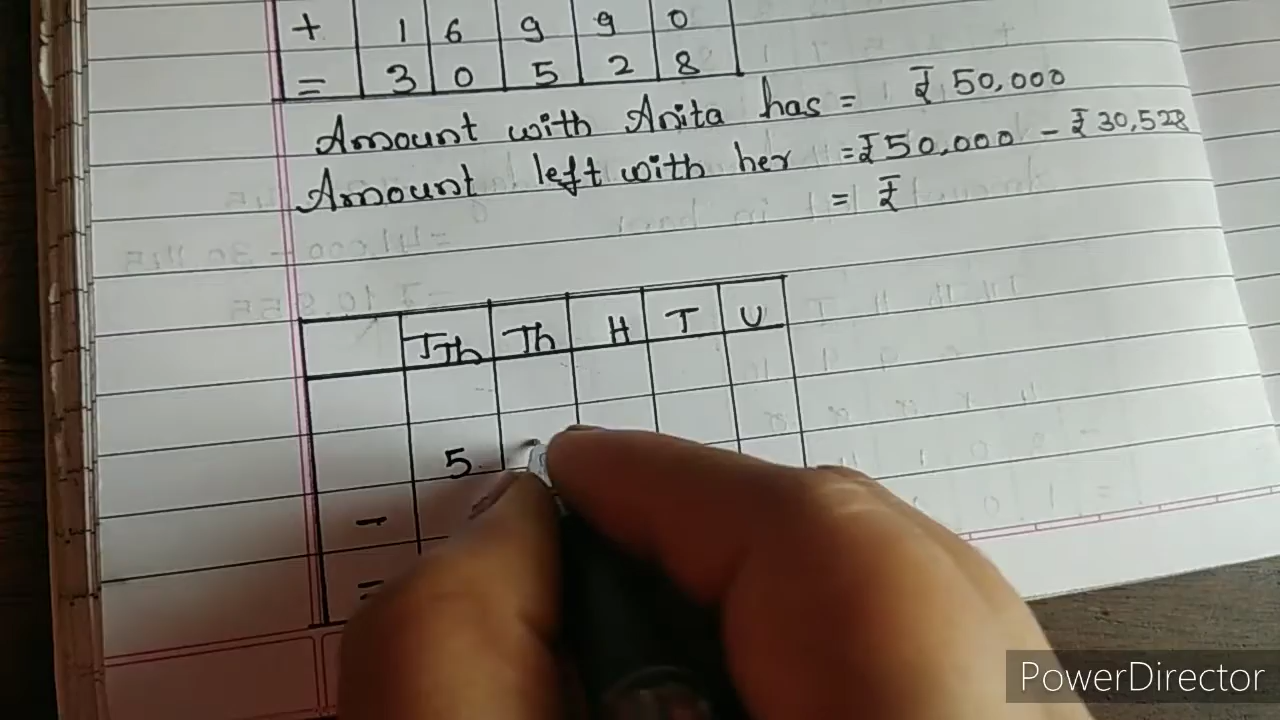 + 1 6 9 9 0
= 3 0 5 2 8
Amount with Anita has = ₹ 50,000
Amount left with her = ₹ 50,000 - ₹ 30,528
= ₹
TTh Th H T U
5
-
=
PowerDirector